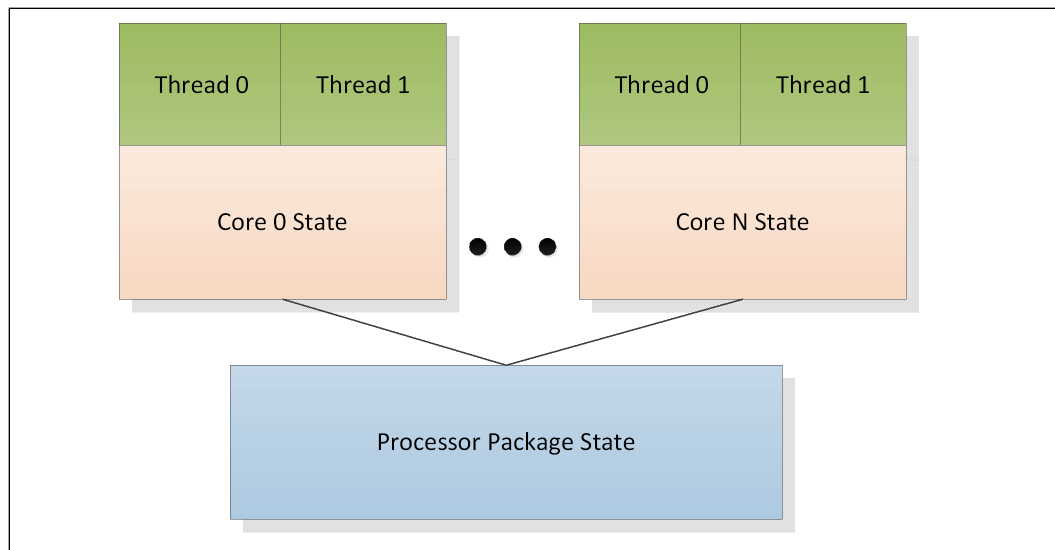 Thread 0
Thread 1
Thread 0
Thread 1
Core 0 State
Core N State
Processor Package State